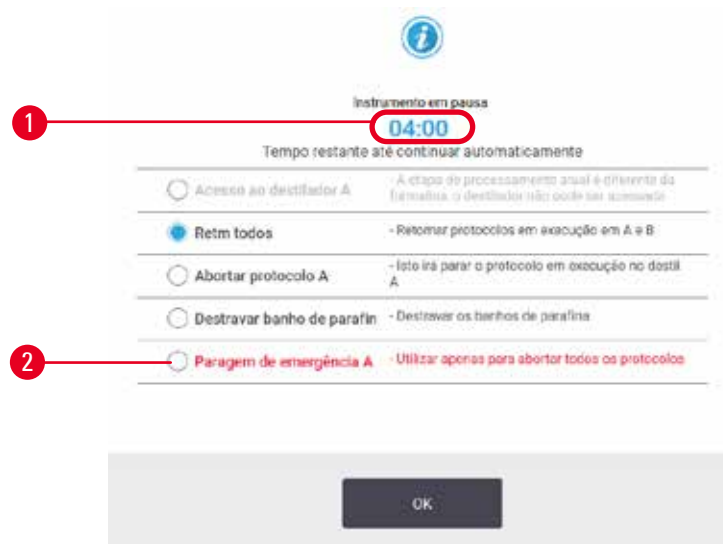 Instrumento em pausa
1
04:00
Tempo restante até continuar automaticamente
Acesso ao destilador A
- A etapa de processamento atual é diferente da
formalina, o destilador não pode ser acessado
Retm todos
- Retomar protocolos em execução em A e B
Abortar protocolo A
- Isto irá parar o protocolo em execução no destil
A
Destravar banho de parafin
- Destravar os banhos de parafina
2
Paragem de emergência A
- Utilizar apenas para abortar todos os protocolos
OK